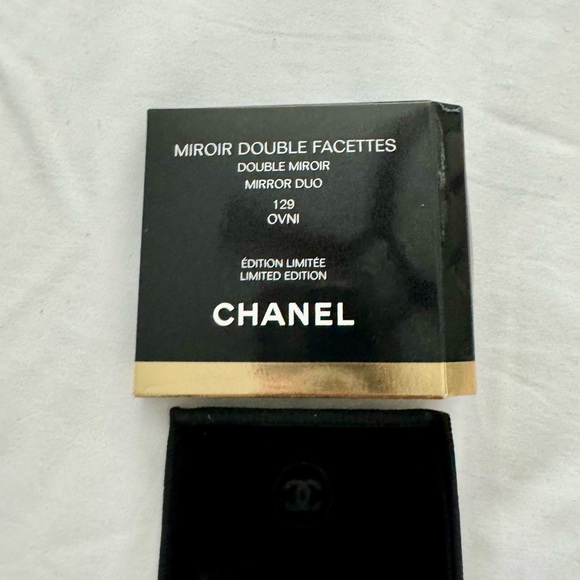 MIROIR DOUBLE FACETTES
DOUBLE MIROIR
MIRROR DUO
129
OVNI
ÉDITION LIMITÉE
LIMITED EDITION
CHANEL